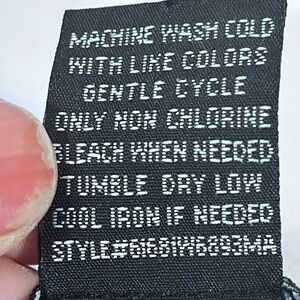 MACHINE WASH COLD
WITH LIKE COLORS
GENTLE CYCLE
ONLY NON CHLORINE
BLEACH WHEN NEEDED
TUMBLE DRY LOW
COOL IRON IF NEEDED
STYLE#61681W6893MA